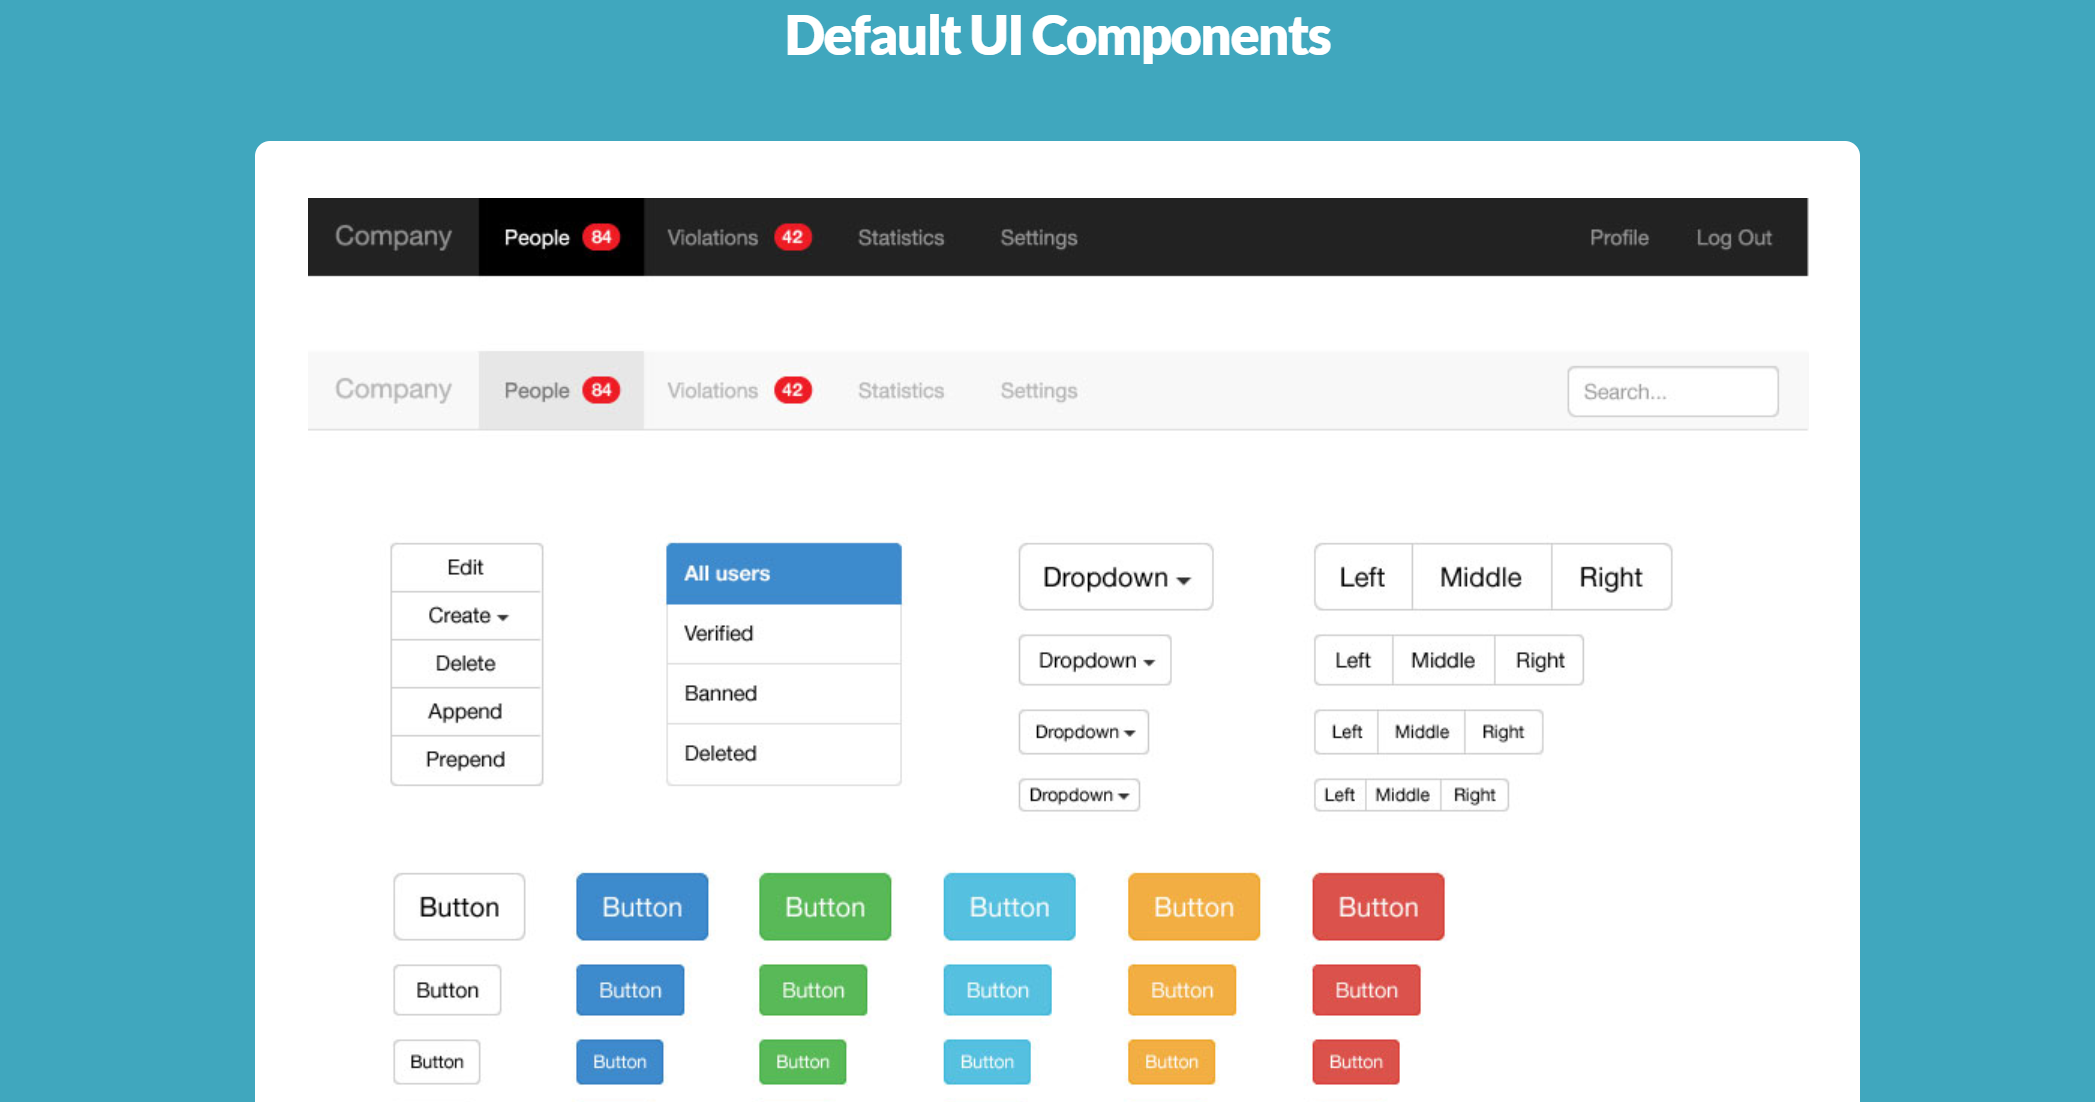 Default UI Components
Company People 84 Violations 42 Statistics Settings Profile Log Out
Company People 84 Violations 42 Statistics Settings Search...
Edit
Create
Delete
Append
Prepend
All users
Verified
Banned
Deleted
Dropdown
Dropdown
Dropdown
Dropdown
Left Middle Right
Left Middle Right
Left Middle Right
Left Middle Right
Button Button Button Button Button Button
Button Button Button Button Button Button
Button Button Button Button Button Button